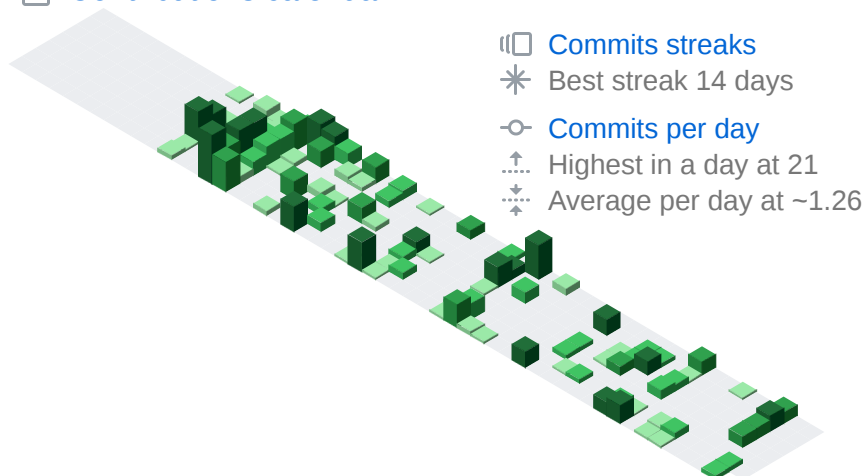 Commits streaks
Best streak 14 days
Commits per day
Highest in a day at 21
Average per day at ~1.26